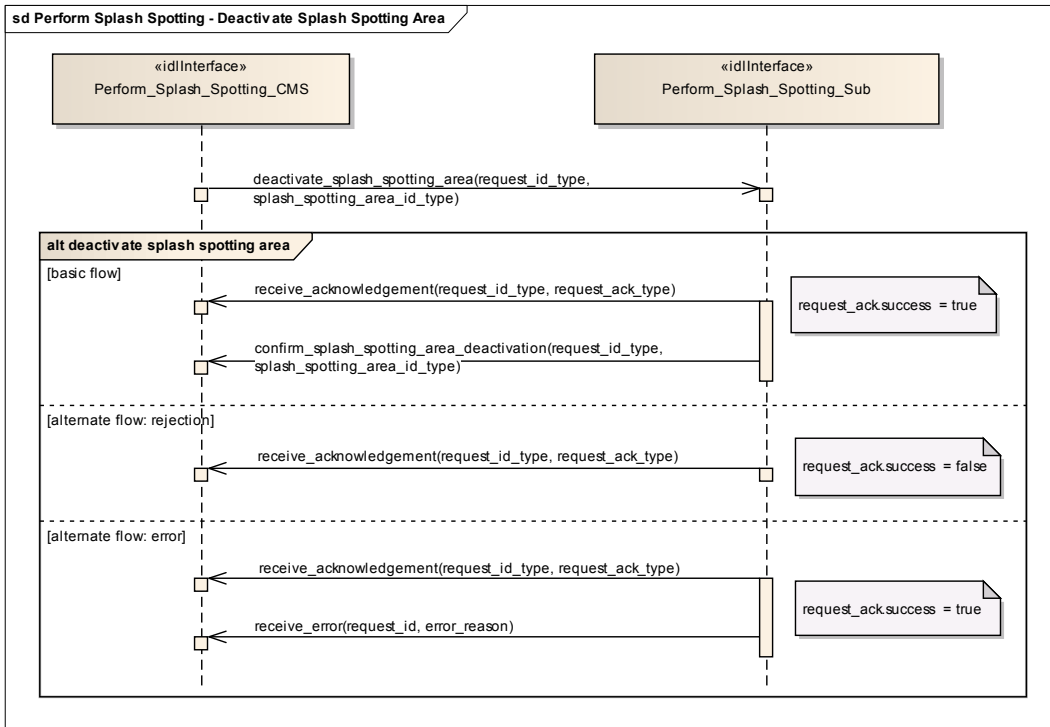 sd Perform Splash Spotting - Deactivate Splash Spotting Area
«idlInterface»
Perform_Splash_Spotting_CMS
«idlInterface»
Perform_Splash_Spotting_Sub
deactivate_splash_spotting_area(request_id_type,
splash_spotting_area_id_type)
alt deactivate splash spotting area
[basic flow]
receive_acknowledgement(request_id_type, request_ack_type)
request_ack.success = true
confirm_splash_spotting_area_deactivation(request_id_type,
splash_spotting_area_id_type)
[alternate flow: rejection]
receive_acknowledgement(request_id_type, request_ack_type)
request_ack.success = false
[alternate flow: error]
receive_acknowledgement(request_id_type, request_ack_type)
request_ack.success = true
receive_error(request_id, error_reason)